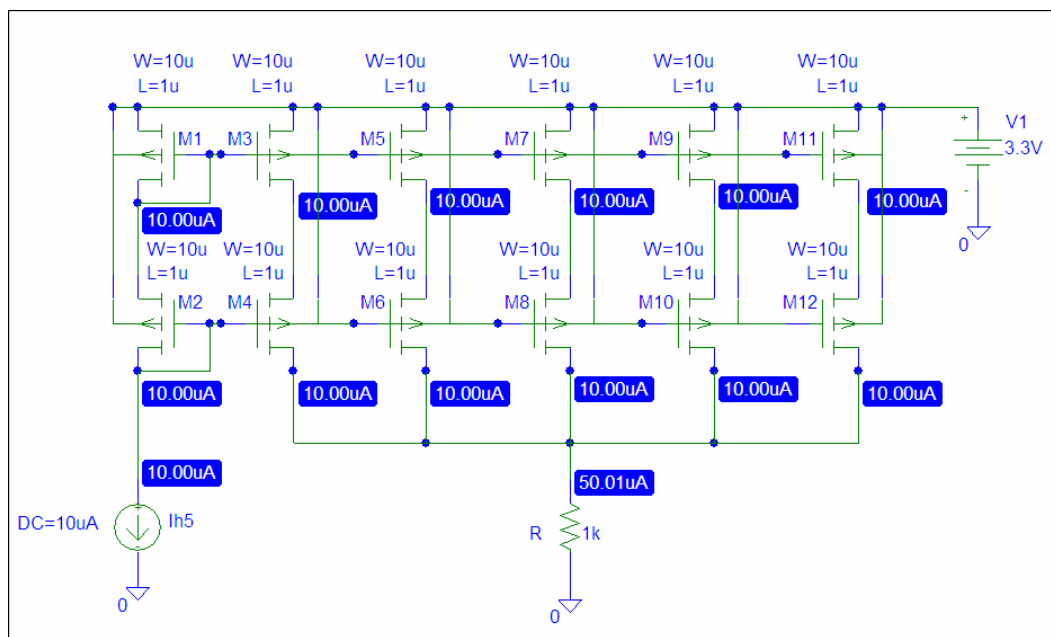 W=10u W=10u W=10u W=10u W=10u W=10u
L=1u L=1u L=1u L=1u L=1u L=1u
+ V1
M1 M3 M5 M7 M9 M11 3.3V
-
10.00uA 10.00uA 10.00uA 10.00uA 10.00uA 10.00uA
0
W=10u W=10u W=10u W=10u W=10u W=10u
L=1u L=1u L=1u L=1u L=1u L=1u
M2 M4 M6 M8 M10 M12
10.00uA 10.00uA 10.00uA 10.00uA 10.00uA 10.00uA
10.00uA 50.01uA
DC=10uA Ih5 R 1k
0 0